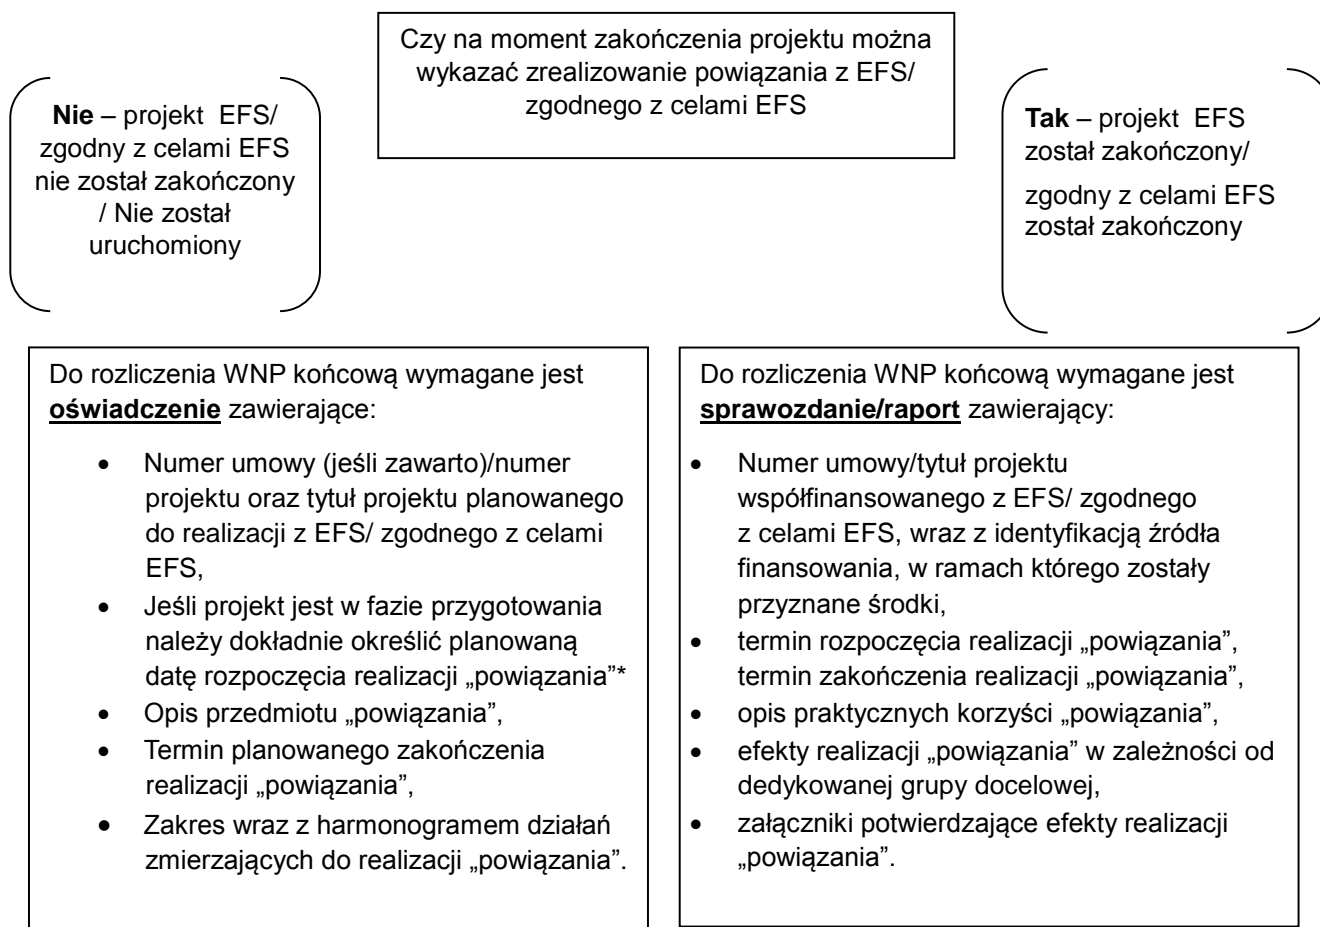 Czy na moment zakończenia projektu można
wykazać zrealizowanie powiązania z EFS/
zgodnego z celami EFS
Nie – projekt EFS/
zgodny z celami EFS
nie został zakończony
/ Nie został
uruchomiony
Tak – projekt EFS
został zakończony/
zgodny z celami EFS
został zakończony
Do rozliczenia WNP końcową wymagane jest
oświadczenie zawierające:
• Numer umowy (jeśli zawarto)/numer
projektu oraz tytuł projektu planowanego
do realizacji z EFS/ zgodnego z celami
EFS,
• Jeśli projekt jest w fazie przygotowania
należy dokładnie określić planowaną
datę rozpoczęcia realizacji „powiązania”*
• Opis przedmiotu „powiązania”,
• Termin planowanego zakończenia
realizacji „powiązania”,
• Zakres wraz z harmonogramem działań
zmierzających do realizacji „powiązania”.
Do rozliczenia WNP końcową wymagane jest
sprawozdanie/raport zawierający:
• Numer umowy/tytuł projektu
współfinansowanego z EFS/ zgodnego
z celami EFS, wraz z identyfikacją źródła
finansowania, w ramach którego zostały
przyznane środki,
• termin rozpoczęcia realizacji „powiązania”,
termin zakończenia realizacji „powiązania”,
• opis praktycznych korzyści „powiązania”,
• efekty realizacji „powiązania” w zależności od
dedykowanej grupy docelowej,
• załączniki potwierdzające efekty realizacji
„powiązania”.